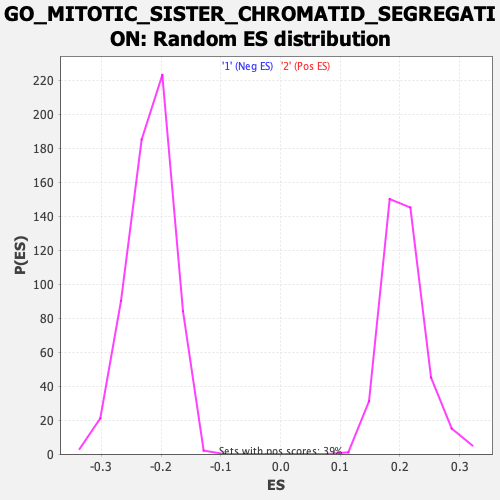 GO_MITOTIC_SISTER_CHROMATID_SEGREGATI
ON: Random ES distribution
'1' (Neg ES) '2' (Pos ES)
220
200
180
160
140
120
100
80
60
40
20
0
P(ES)
Sets with pos scores: 39%
-0.3 -0.2 -0.1 0.0 0.1 0.2 0.3
ES